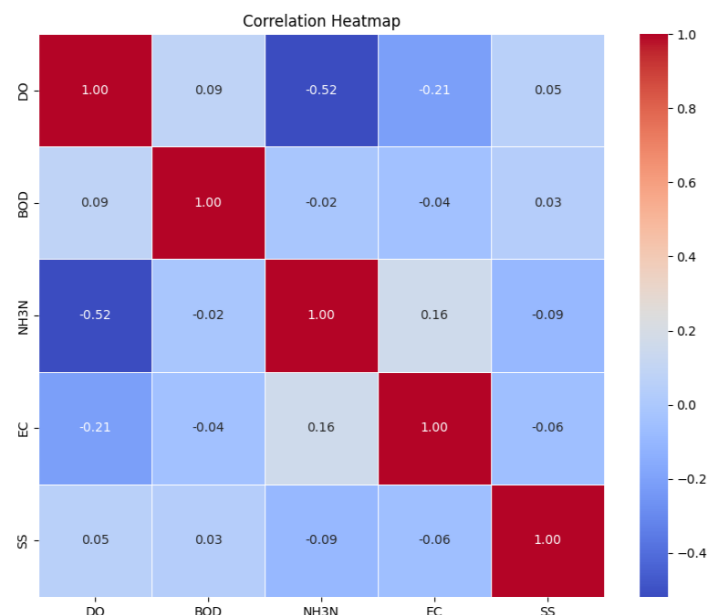 Correlation Heatmap
DO 1.00 0.09 -0.52 -0.21 0.05
BOD 0.09 1.00 -0.02 -0.04 0.03
NH3N -0.52 -0.02 1.00 0.16 -0.09
EC -0.21 -0.04 0.16 1.00 -0.06
SS 0.05 0.03 -0.09 -0.06 1.00
DO BOD NH3N EC SS
1.0
0.8
0.6
0.4
0.2
0.0
−0.2
−0.4